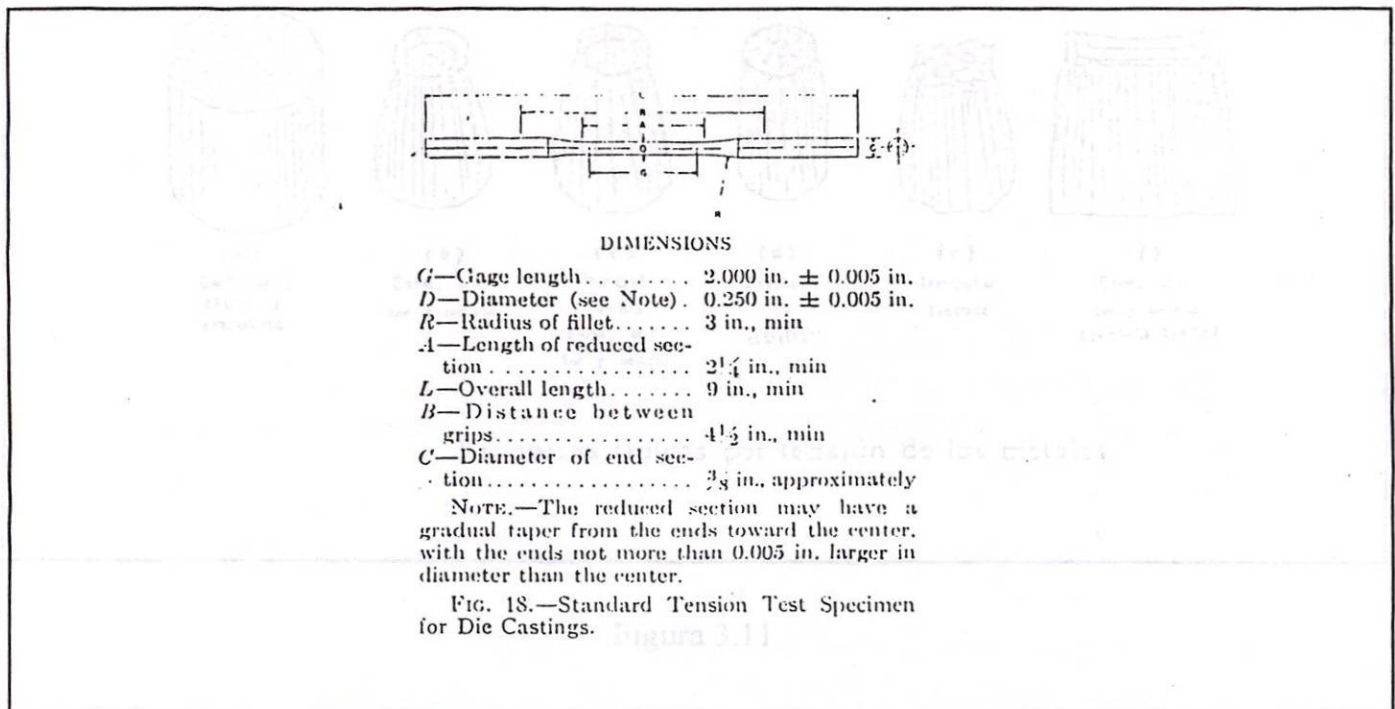 L
A
D
G
C
DIMENSIONS
G—Gage length......... 2.000 in. ± 0.005 in.
D—Diameter (see Note). 0.250 in. ± 0.005 in.
R—Radius of fillet....... 3 in., min
A—Length of reduced sec-
tion.................. 2¼ in., min
L—Overall length....... 9 in., min
B—Distance between
grips................. 4½ in., min
C—Diameter of end sec-
tion.................. ⅜ in., approximately
NOTE.—The reduced section may have a
gradual taper from the ends toward the center,
with the ends not more than 0.005 in. larger in
diameter than the center.
FIG. 18.—Standard Tension Test Specimen
for Die Castings.
Figura 3.11
por tensión de los metales